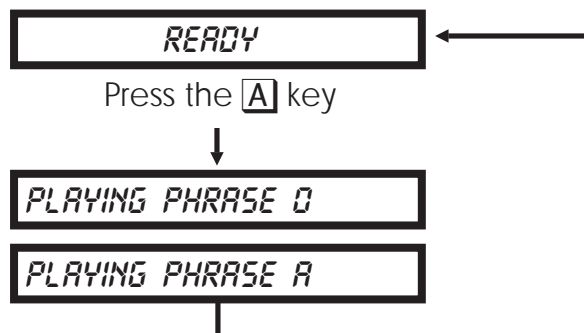 READY
Press the A key
PLAYING PHRASE 0
PLAYING PHRASE A